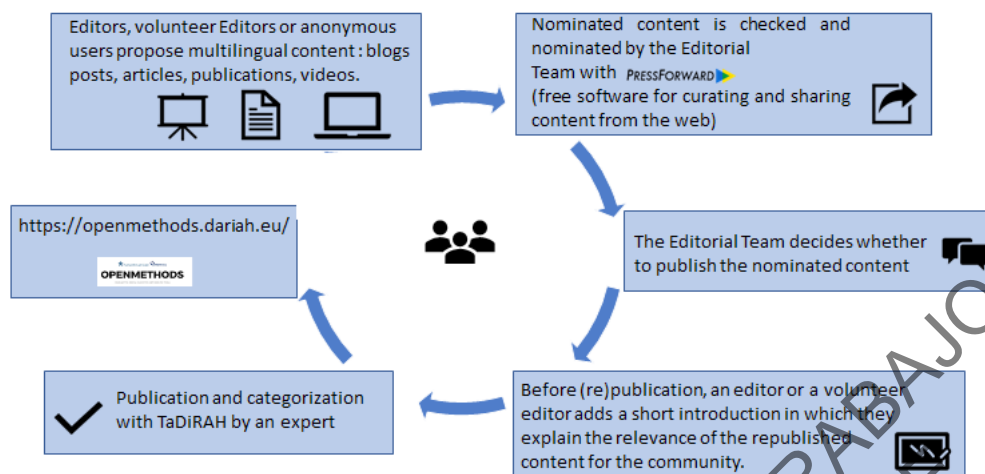 Editors, volunteer Editors or anonymous
users propose multilingual content : blogs
posts, articles, publications, videos.
Nominated content is checked and
nominated by the Editorial
Team with PRESSFORWARD
(free software for curating and sharing
content from the web)
The Editorial Team decides whether
to publish the nominated content
Before (re)publication, an editor or a volunteer
editor adds a short introduction in which they
explain the relevance of the republished
content for the community.
Publication and categorization
with TaDiRAH by an expert
https://openmethods.dariah.eu/
OPENMETHODS
RABAJO